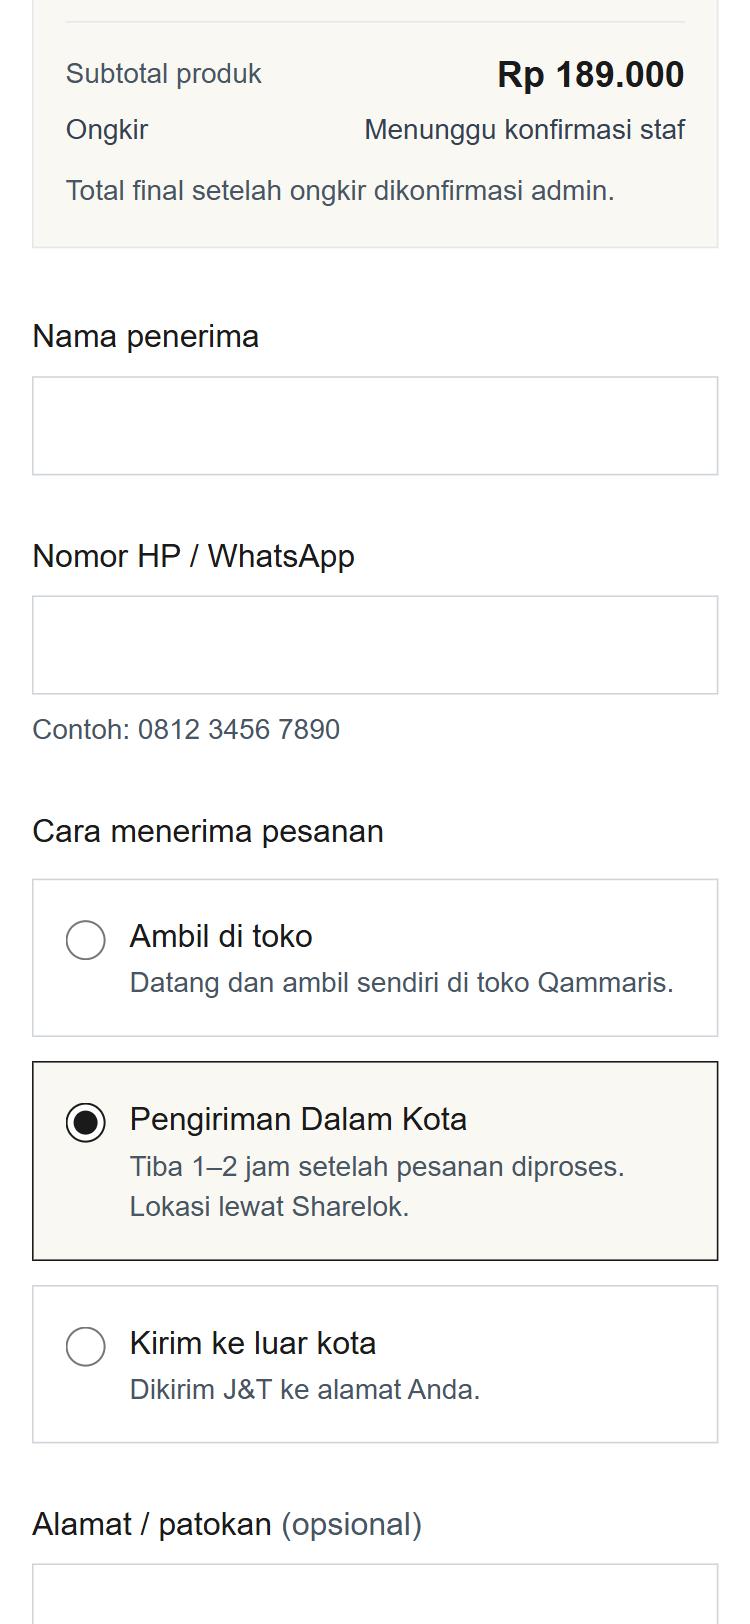 Subtotal produk Rp 189.000
Ongkir Menunggu konfirmasi staf
Total final setelah ongkir dikonfirmasi admin.
Nama penerima
Nomor HP / WhatsApp
Contoh: 0812 3456 7890
Cara menerima pesanan
Ambil di toko
Datang dan ambil sendiri di toko Qammaris.
Pengiriman Dalam Kota
Tiba 1–2 jam setelah pesanan diproses.
Lokasi lewat Sharelok.
Kirim ke luar kota
Dikirim J&T ke alamat Anda.
Alamat / patokan (opsional)